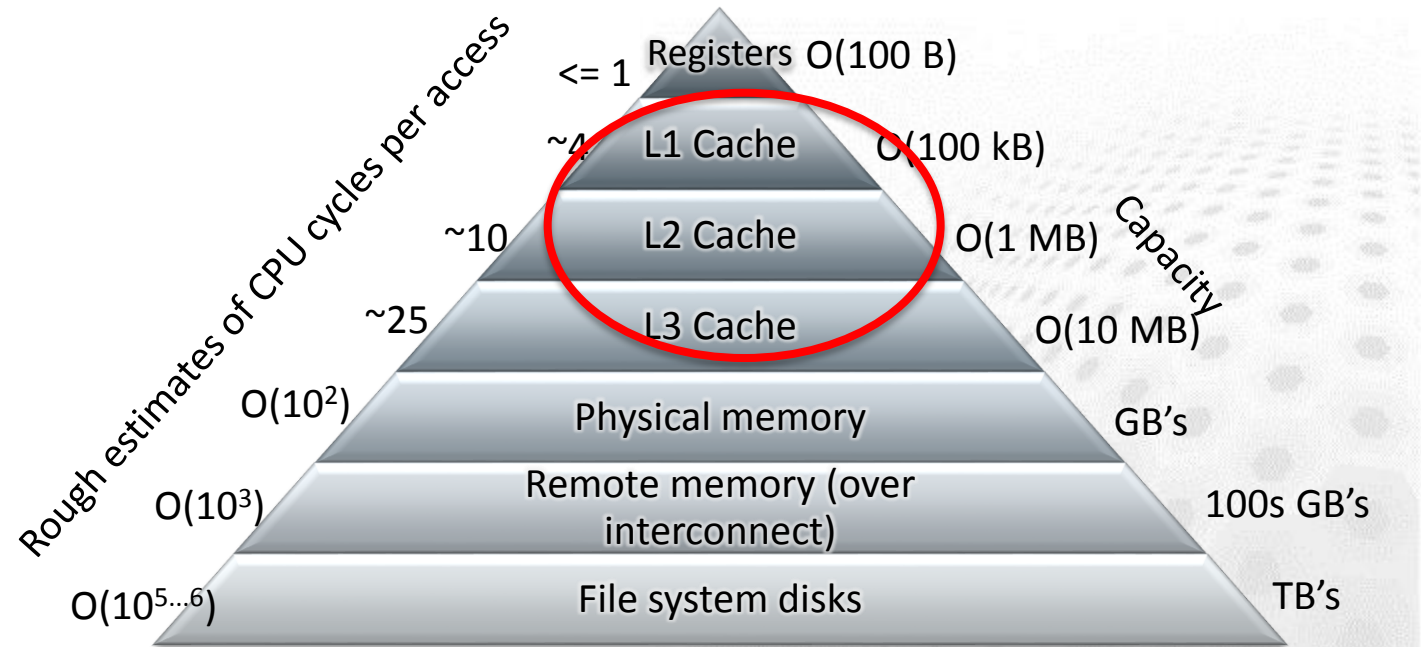 Rough estimates of CPU cycles per access
Capacity
<= 1 Registers O(100 B)
~4 L1 Cache O(100 kB)
~10 L2 Cache O(1 MB)
~25 L3 Cache O(10 MB)
O(10²) Physical memory GB’s
O(10³) Remote memory (over
interconnect) 100s GB’s
O(10⁵…⁶) File system disks TB’s